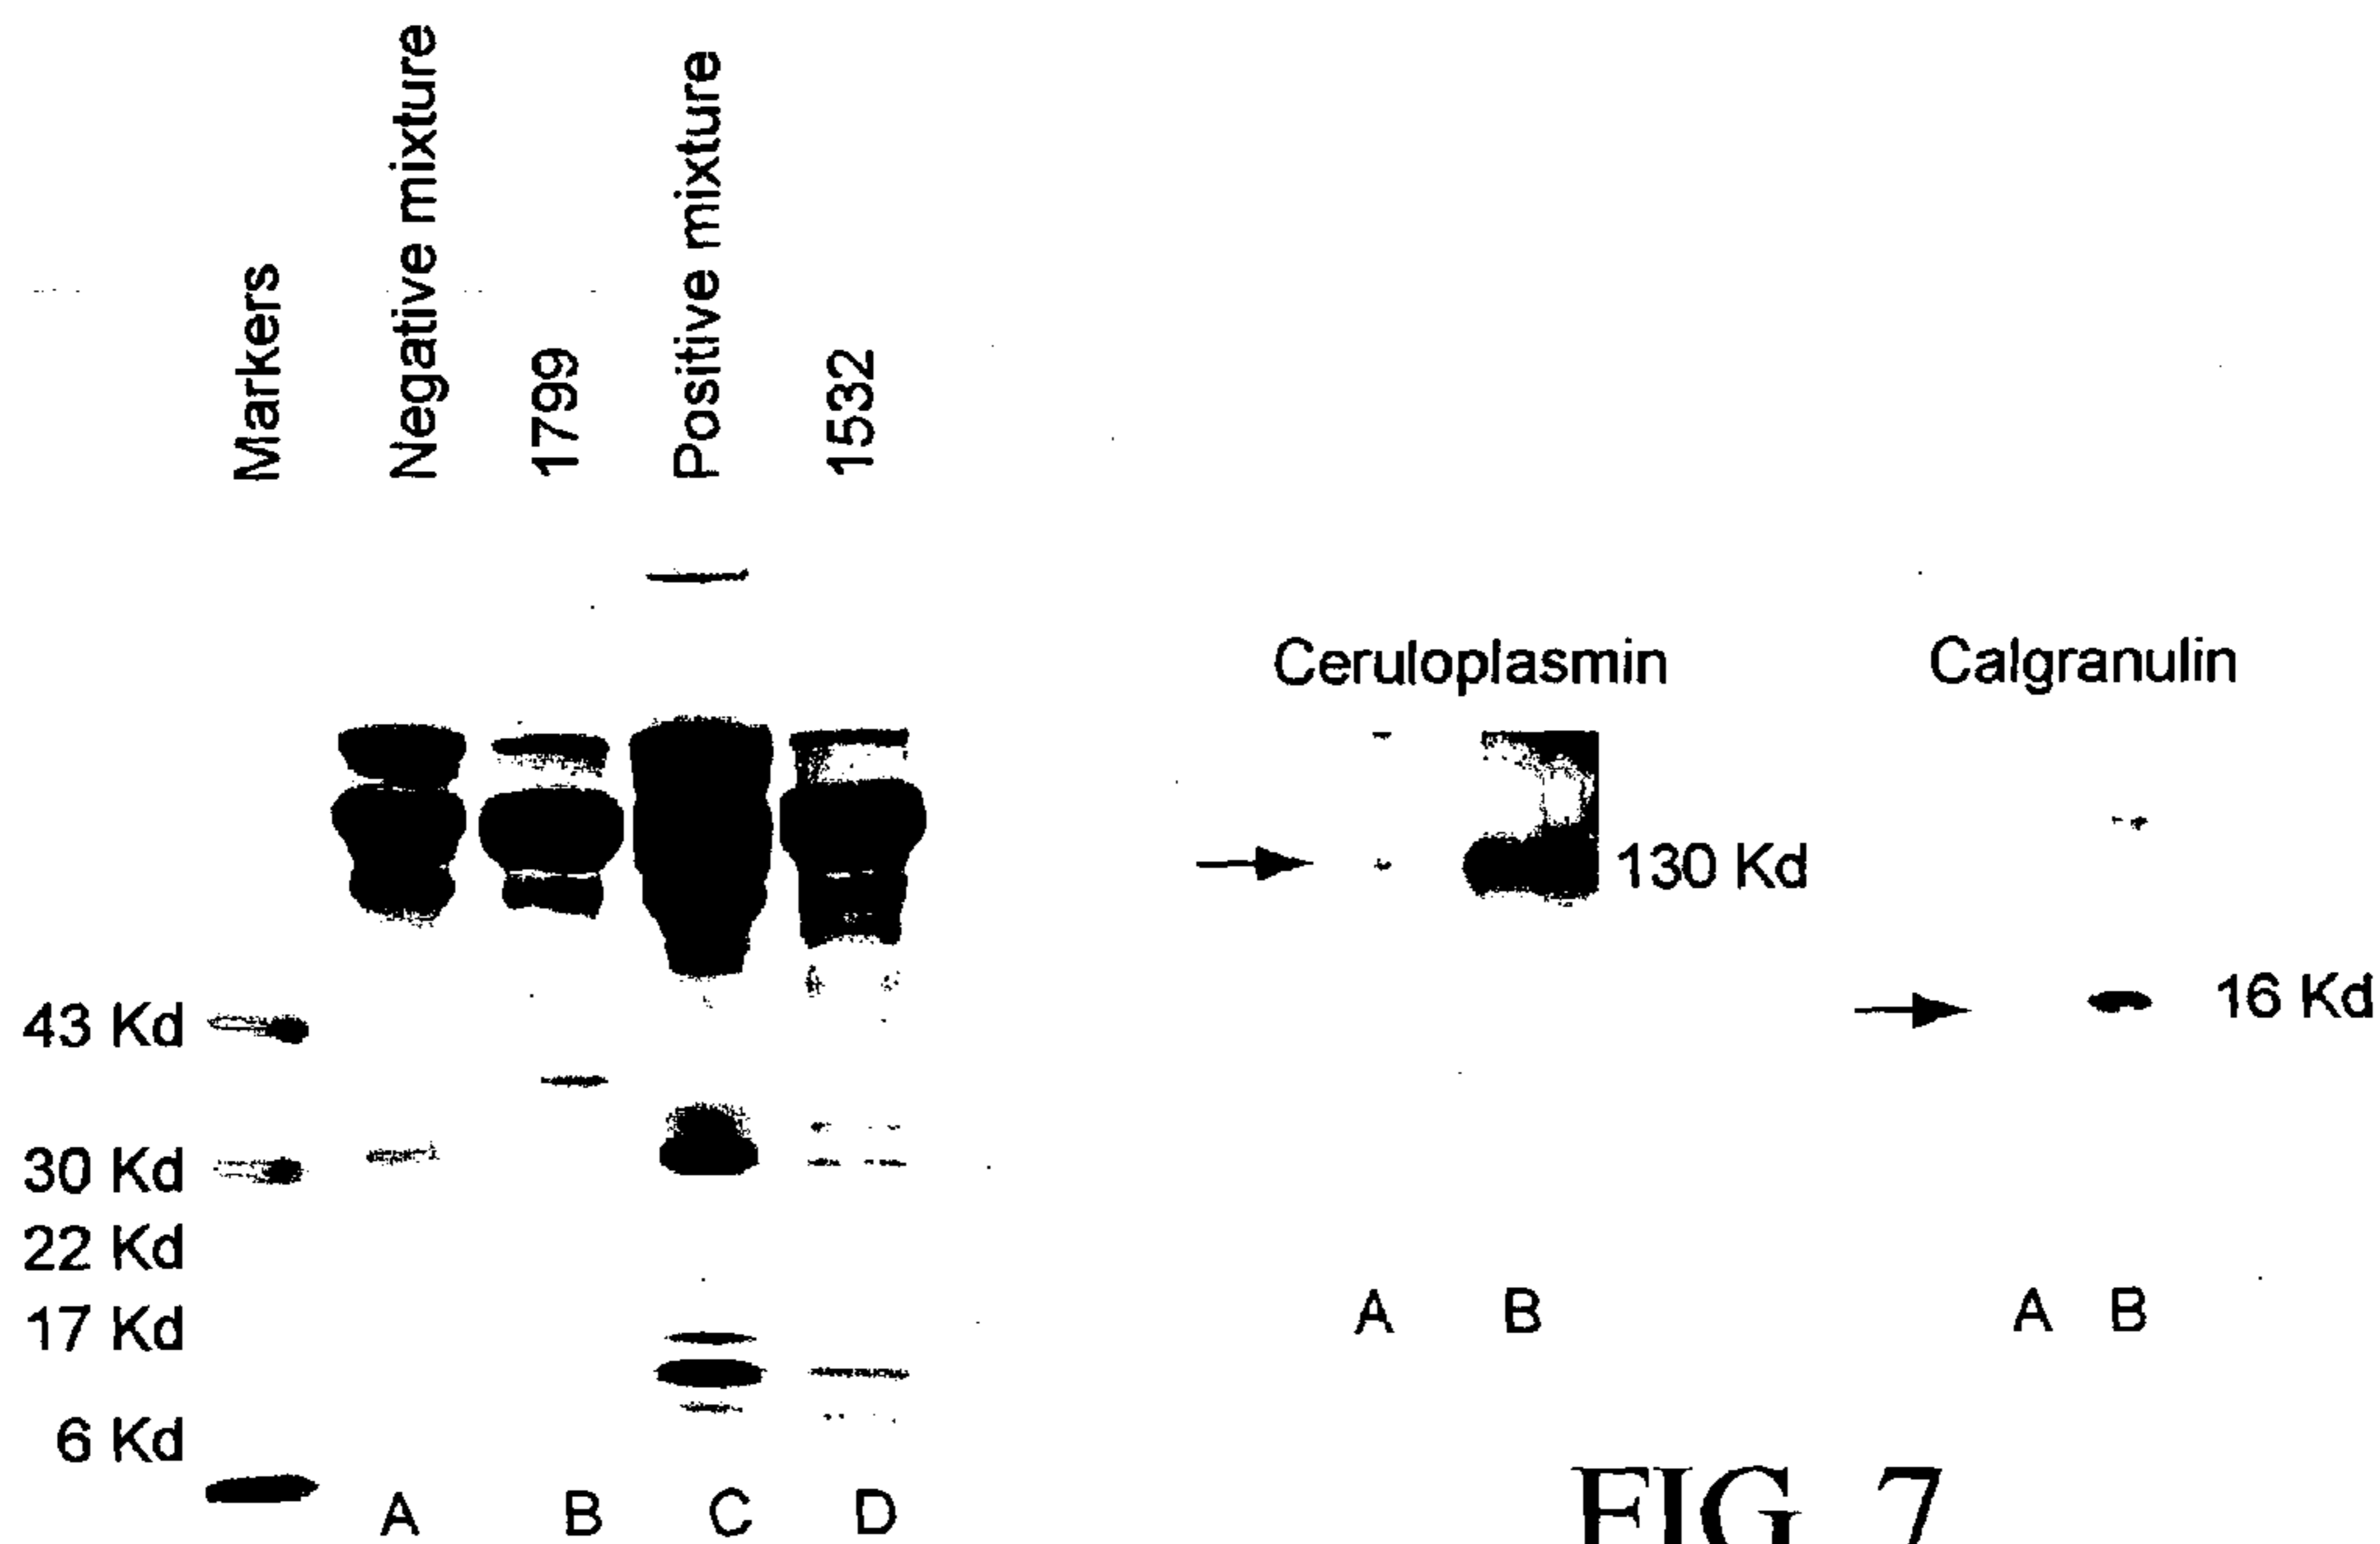 Markers
Negative mixture
1799
Positive mixture
1532
Ceruloplasmin
Calgranulin
130 Kd
43 Kd
16 Kd
30 Kd
22 Kd
17 Kd
A B
A B
6 Kd
A B C D
FIG 7